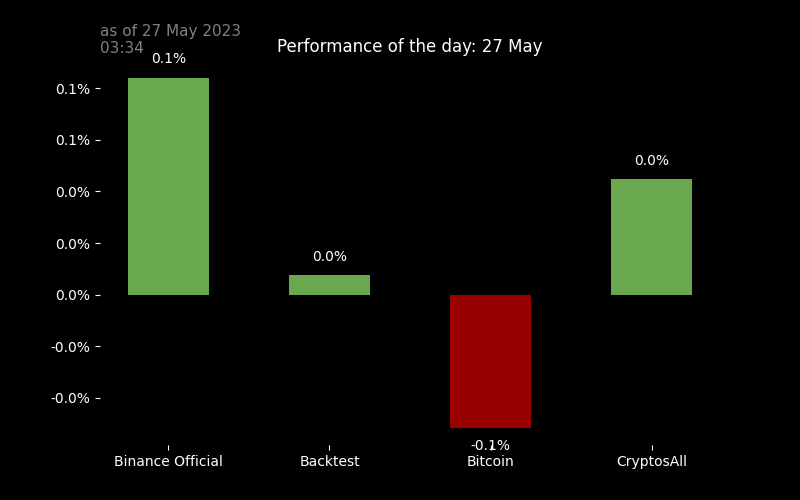 as of 27 May 2023
03:34
Performance of the day: 27 May
0.1%
0.1%
0.1%
0.0%
0.0%
0.0%
-0.0%
-0.0%
0.0%
-0.1%
0.0%
Binance Official
Backtest
Bitcoin
CryptosAll